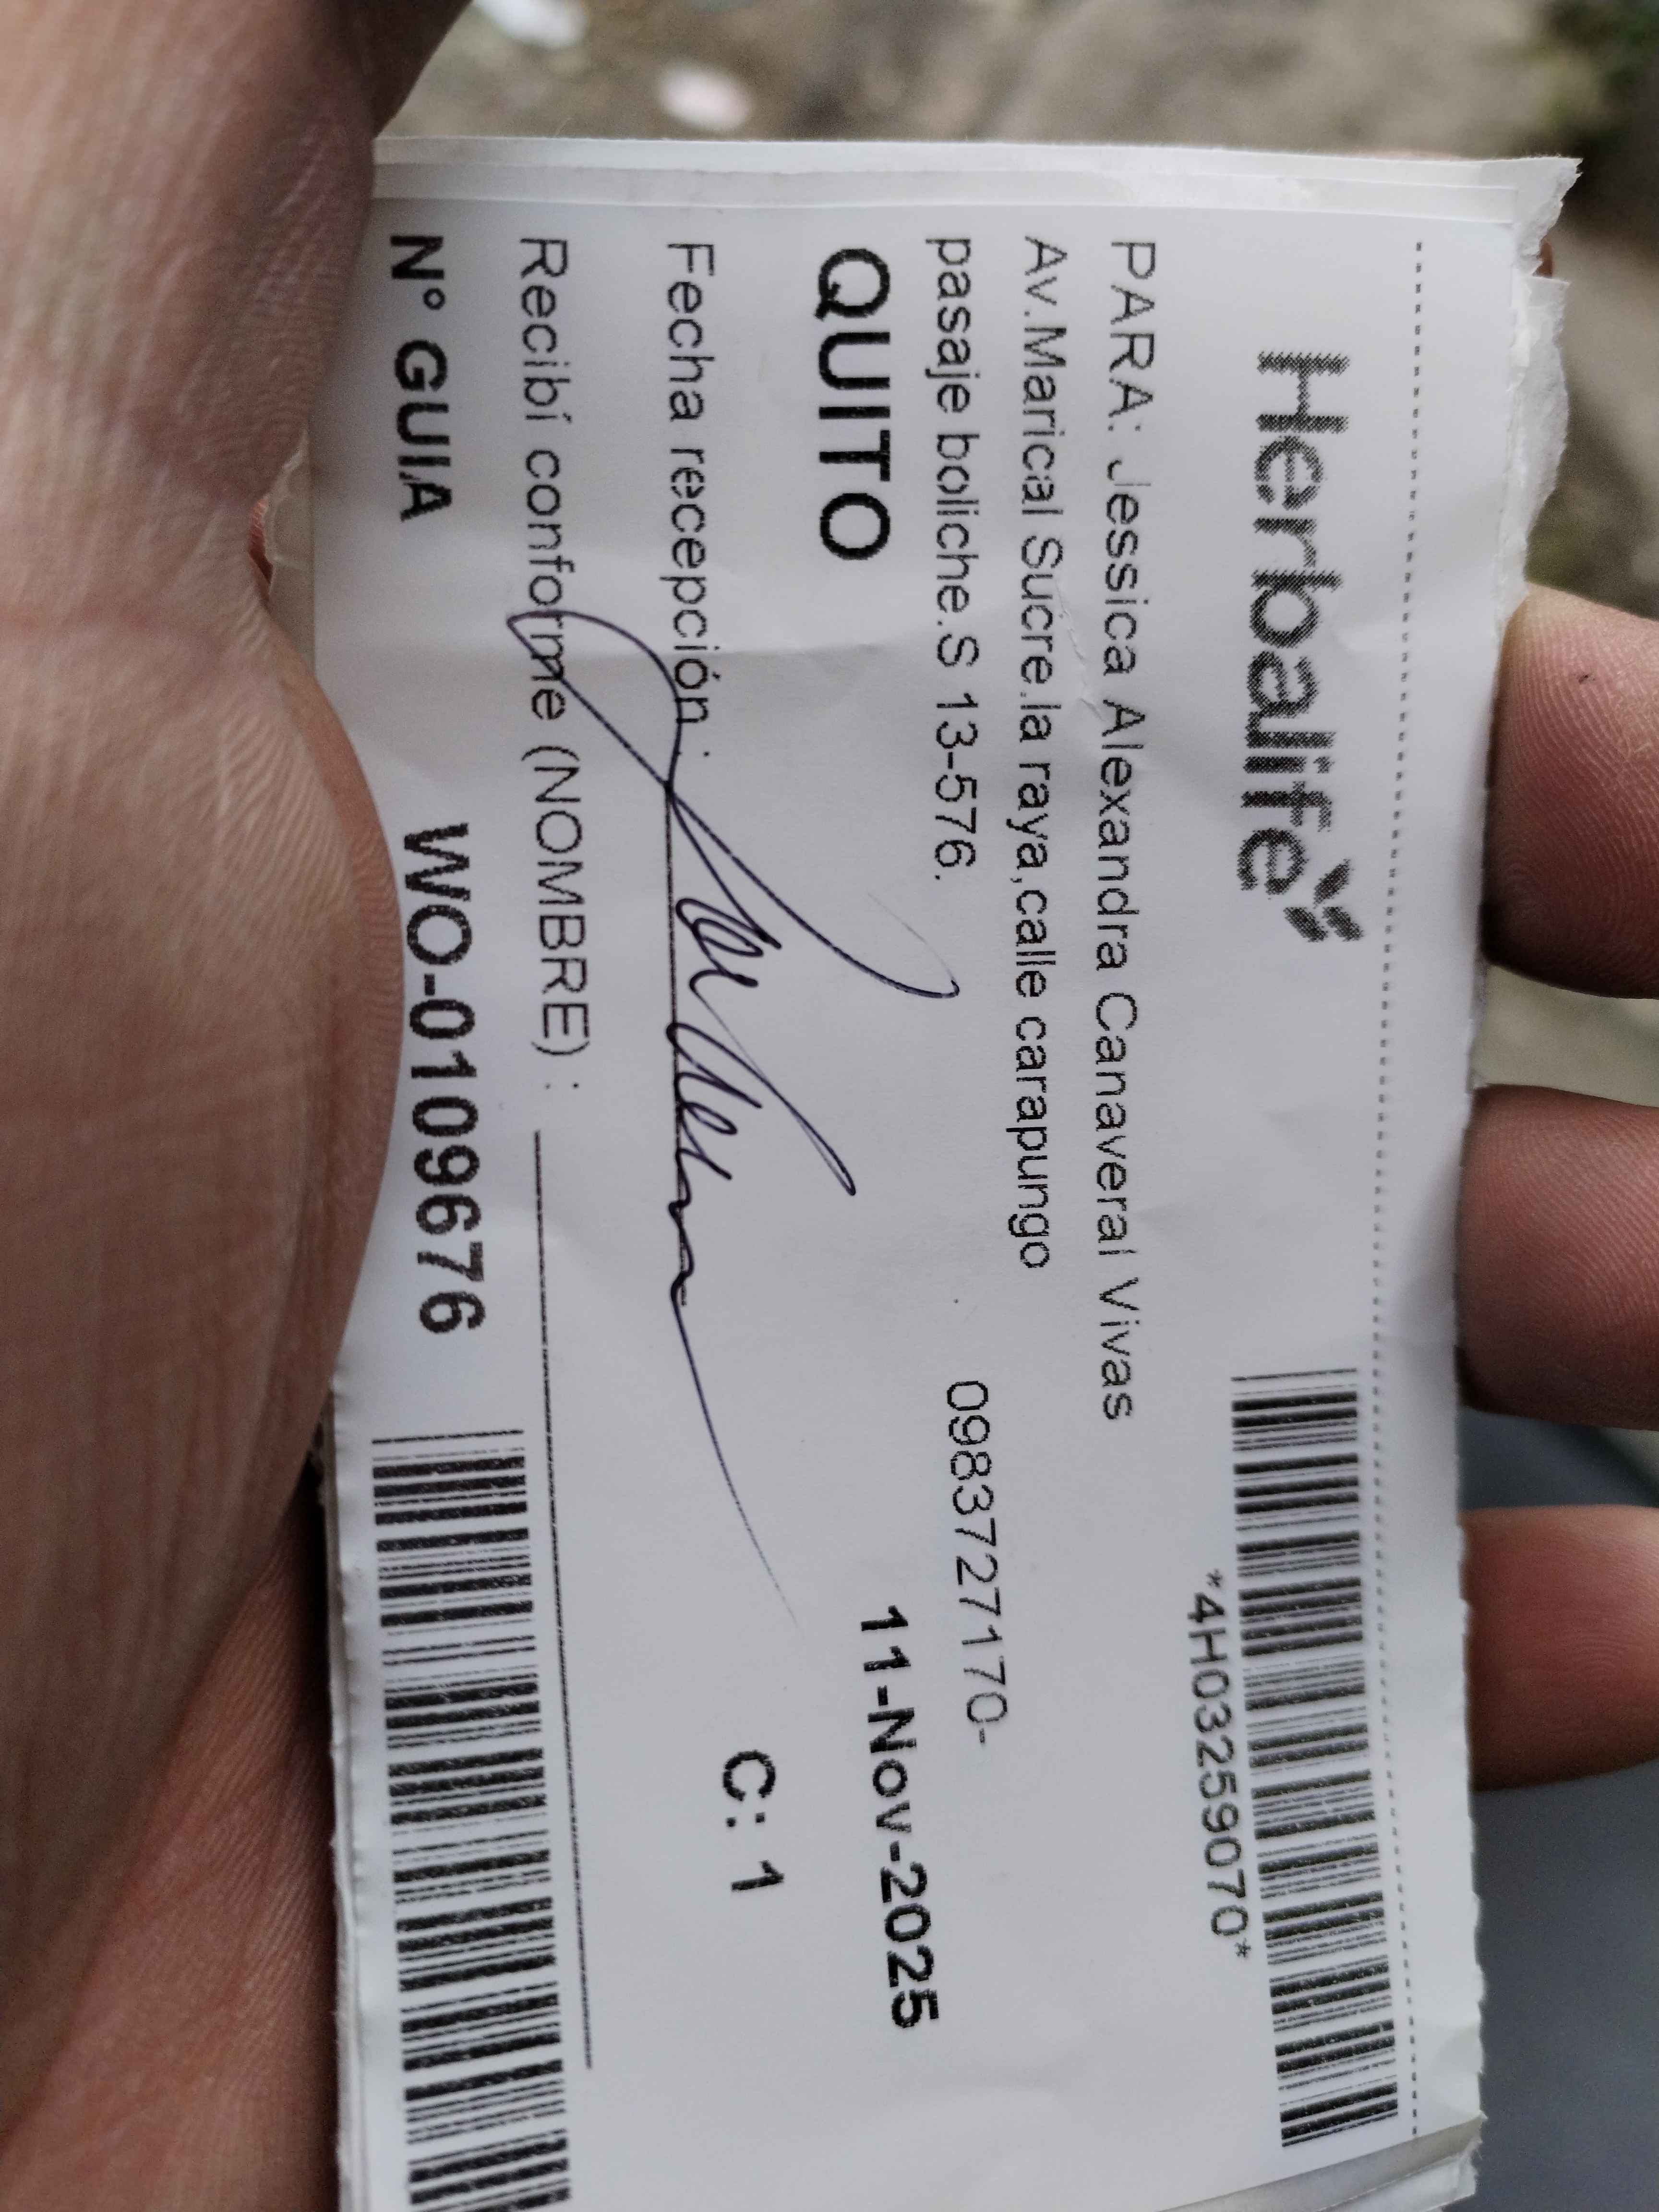 Herbalife
*4H03259070*
PARA: Jessica Alexandra Canaveral Vivas
Av.Marical Sucre.la raya,calle carapungo
pasaje boliche.S 13-576.
0983727170-
QUITO
11-Nov-2025
Fecha recepción :
C: 1
Recibí conforme (NOMBRE) :
N° GUIA WO-0109676